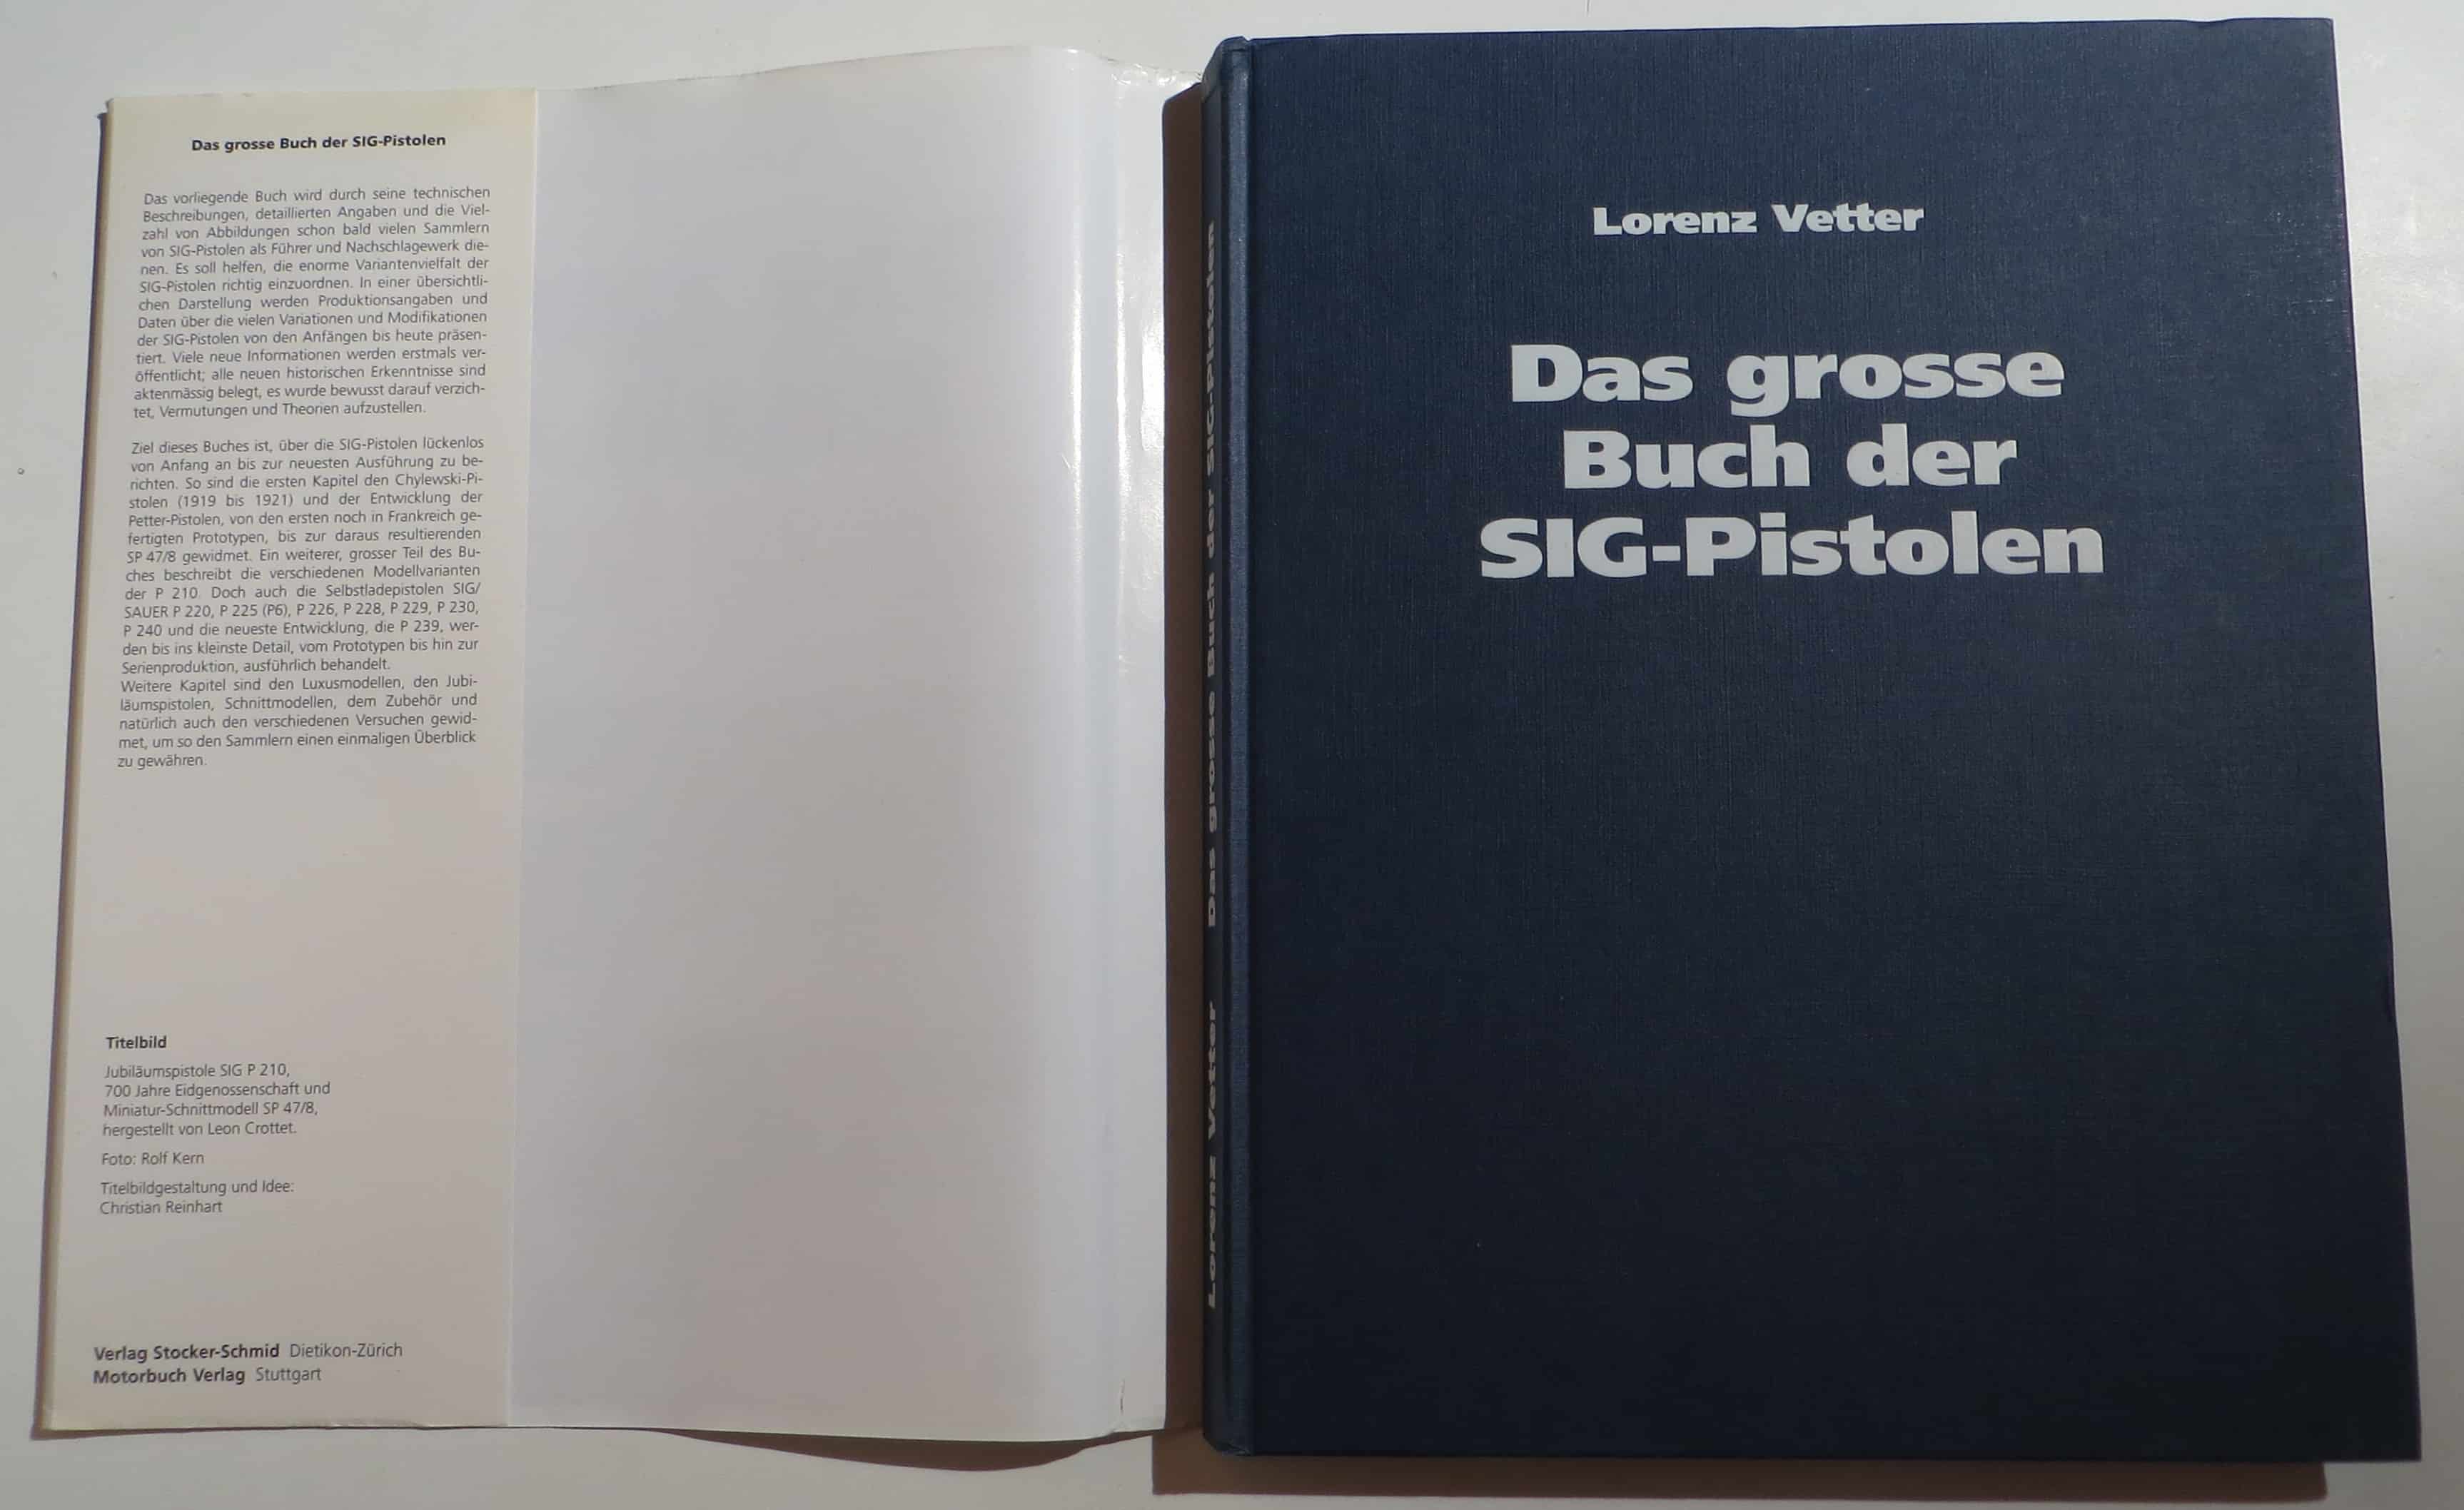 Das grosse Buch der SIG-Pistolen
Das vorliegende Buch wird durch seine technischen
Beschreibungen, detaillierten Angaben und die Viel-
zahl von Abbildungen schon bald vielen Sammlern
von SIG-Pistolen als Führer und Nachschlagewerk die-
nen. Es soll helfen, die enorme Variantenvielfalt der
SIG-Pistolen richtig einzuordnen. In einer übersichtli-
chen Darstellung werden Produktionsangaben und
Daten über die vielen Variationen und Modifikationen
der SIG-Pistolen von den Anfängen bis heute präsen-
tiert. Viele neue Informationen werden erstmals ver-
öffentlicht; alle neuen historischen Erkenntnisse sind
aktenmässig belegt, es wurde bewusst darauf verzich-
tet, Vermutungen und Theorien aufzustellen.
Ziel dieses Buches ist, über die SIG-Pistolen lückenlos
von Anfang an bis zur neuesten Ausführung zu be-
richten. So sind die ersten Kapitel den Chylewski-Pi-
stolen (1919 bis 1921) und der Entwicklung der
Petter-Pistolen, von den ersten noch in Frankreich ge-
fertigten Prototypen, bis zur daraus resultierenden
SP 47/8 gewidmet. Ein weiterer, grosser Teil des Bu-
ches beschreibt die verschiedenen Modellvarianten
der P 210. Doch auch die Selbstladepistolen SIG/
SAUER P 220, P 225 (P6), P 226, P 228, P 229, P 230,
P 240 und die neueste Entwicklung, die P 239, wer-
den bis ins kleinste Detail, vom Prototypen bis hin zur
Serienproduktion, ausführlich behandelt.
Weitere Kapitel sind den Luxusmodellen, den Jubi-
läumspistolen, Schnittmodellen, dem Zubehör und
natürlich auch den verschiedenen Versuchen gewid-
met, um so den Sammlern einen einmaligen Überblick
zu gewähren.
Titelbild
Jubiläumspistole SIG P 210,
700 Jahre Eidgenossenschaft und
Miniatur-Schnittmodell SP 47/8,
hergestellt von Leon Crottet.
Foto: Rolf Kern
Titelbildgestaltung und Idee:
Christian Reinhart
Verlag Stocker-Schmid Dietikon-Zürich
Motorbuch Verlag Stuttgart
Lorenz Vetter Das grosse Buch der SIG-Pistolen
Lorenz Vetter
Das grosse
Buch der
SIG-Pistolen